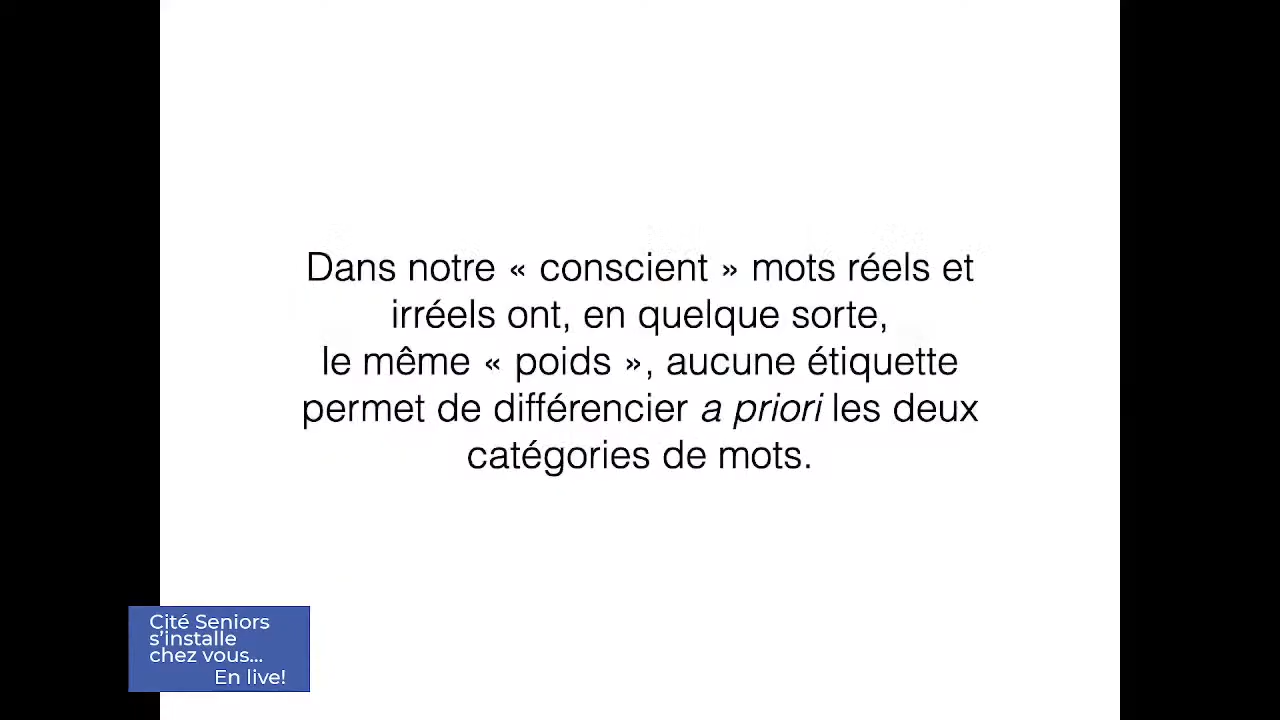 Dans notre « conscient » mots réels et
irréels ont, en quelque sorte,
le même « poids », aucune étiquette
permet de différencier a priori les deux
catégories de mots.
Cité Seniors
s'installe
chez vous...
En live!